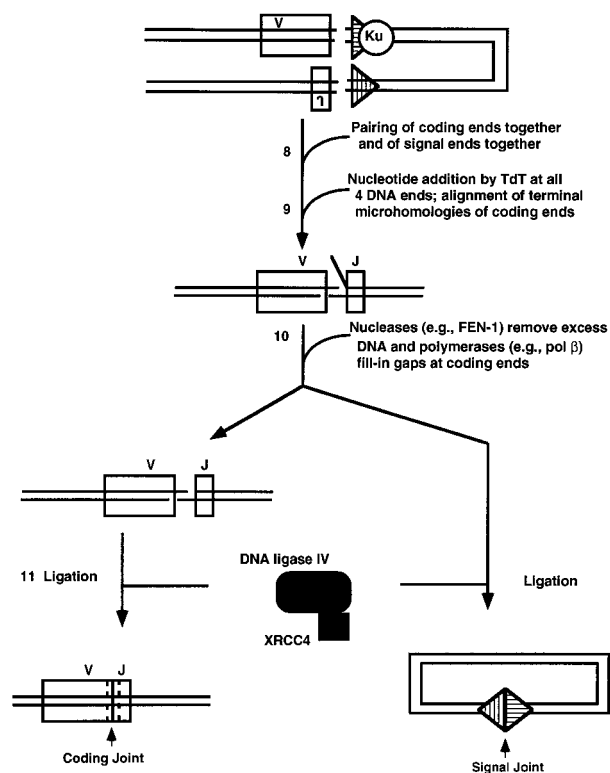 V
Ku
J
8
Pairing of coding ends together
and of signal ends together
Nucleotide addition by TdT at all
4 DNA ends; alignment of terminal
microhomologies of coding ends
9
V J
10
Nucleases (e.g., FEN-1) remove excess
DNA and polymerases (e.g., pol β)
fill-in gaps at coding ends
V J
DNA ligase IV
11 Ligation
Ligation
XRCC4
V J
Coding Joint
Signal Joint